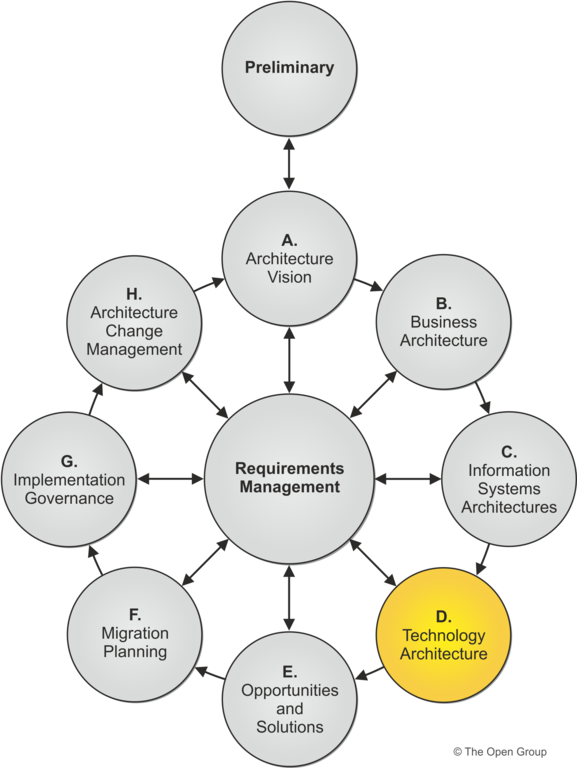 Preliminary
A.
Architecture
Vision
B.
Business
Architecture
C.
Information
Systems
Architectures
D.
Technology
Architecture
E.
Opportunities
and
Solutions
F.
Migration
Planning
G.
Implementation
Governance
H.
Architecture
Change
Management
Requirements
Management
© The Open Group